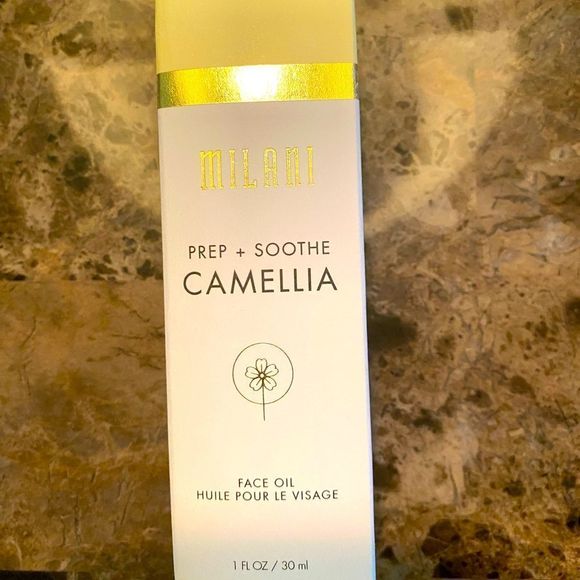 MILANI
PREP + SOOTHE
CAMELLIA
FACE OIL
HUILE POUR LE VISAGE
1 FL OZ / 30 ml